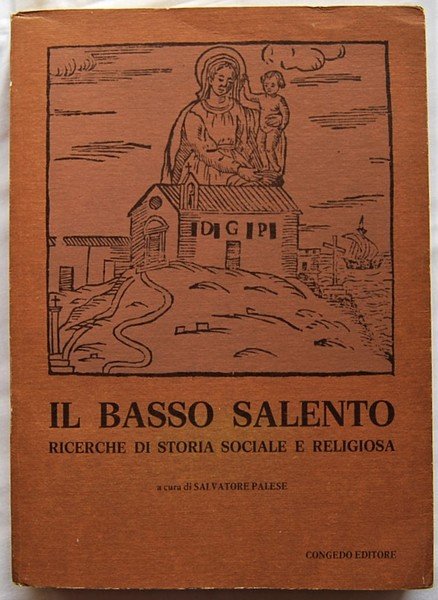 D G P
IL BASSO SALENTO
RICERCHE DI STORIA SOCIALE E RELIGIOSA
a cura di SALVATORE PALESE
CONGEDO EDITORE